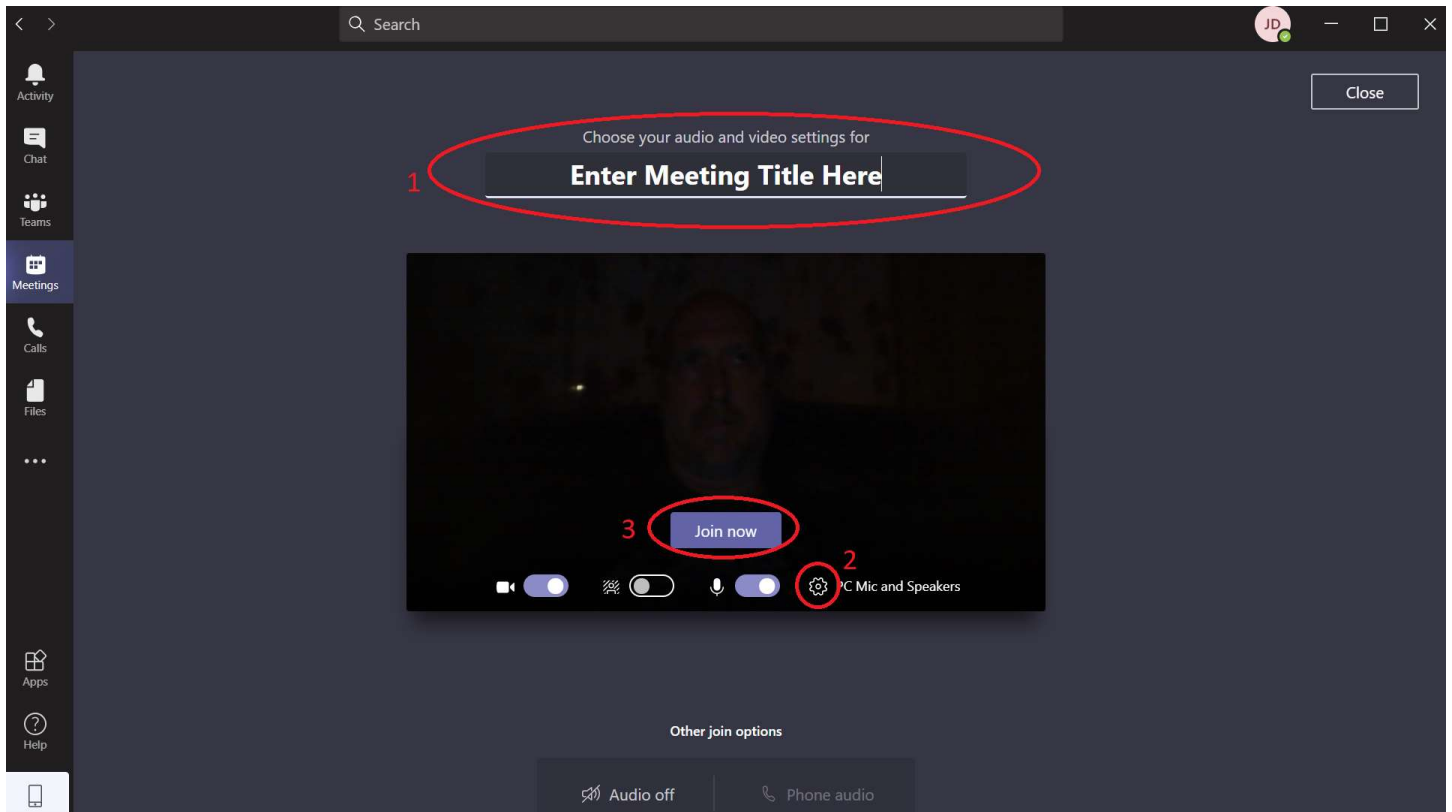 Search
JD
Activity
Close
Chat
Choose your audio and video settings for
1
Enter Meeting Title Here
Teams
Meetings
Calls
Files
3
Join now
2
PC Mic and Speakers
Apps
Help
Other join options
Audio off
Phone audio